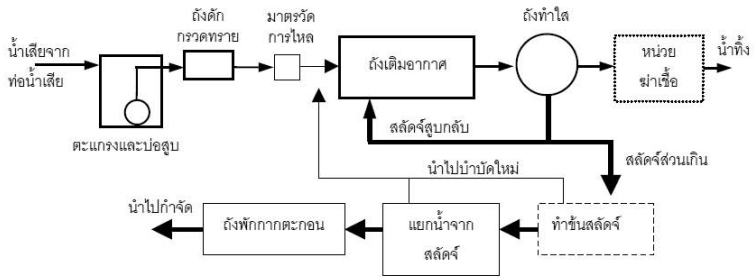 น้ำเสียจาก
ท่อน้ำเสีย
ตะแกรงและบ่อสูบ
ถังดัก
กรวดทราย
มาตรวัด
การไหล
ถังเติมอากาศ
ถังทำใส
หน่วย
ฆ่าเชื้อ
น้ำทิ้ง
สลัดจ์สูบกลับ
สลัดจ์ส่วนเกิน
นำไปบำบัดใหม่
นำไปกำจัด
ถังพักกากตะกอน
แยกน้ำจาก
สลัดจ์
ทำข้นสลัดจ์